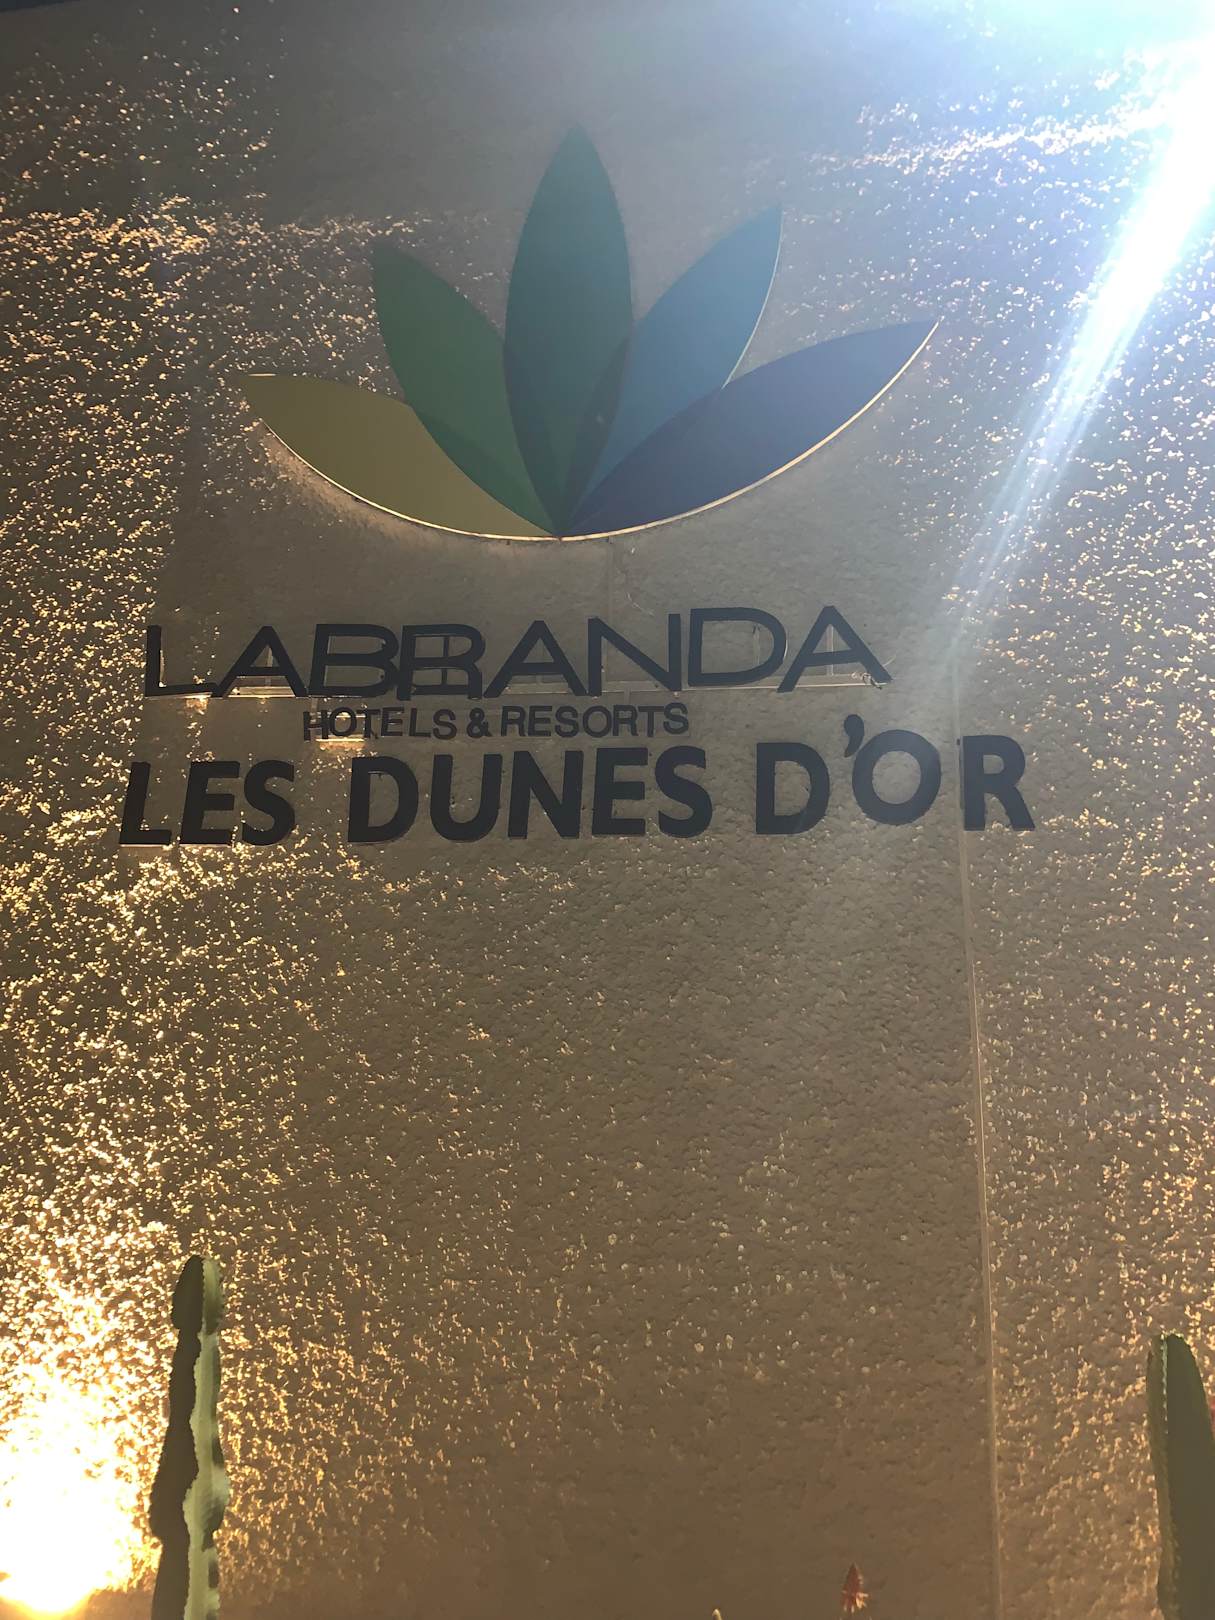 LABRANDA
HOTELS & RESORTS
LES DUNES D'OR